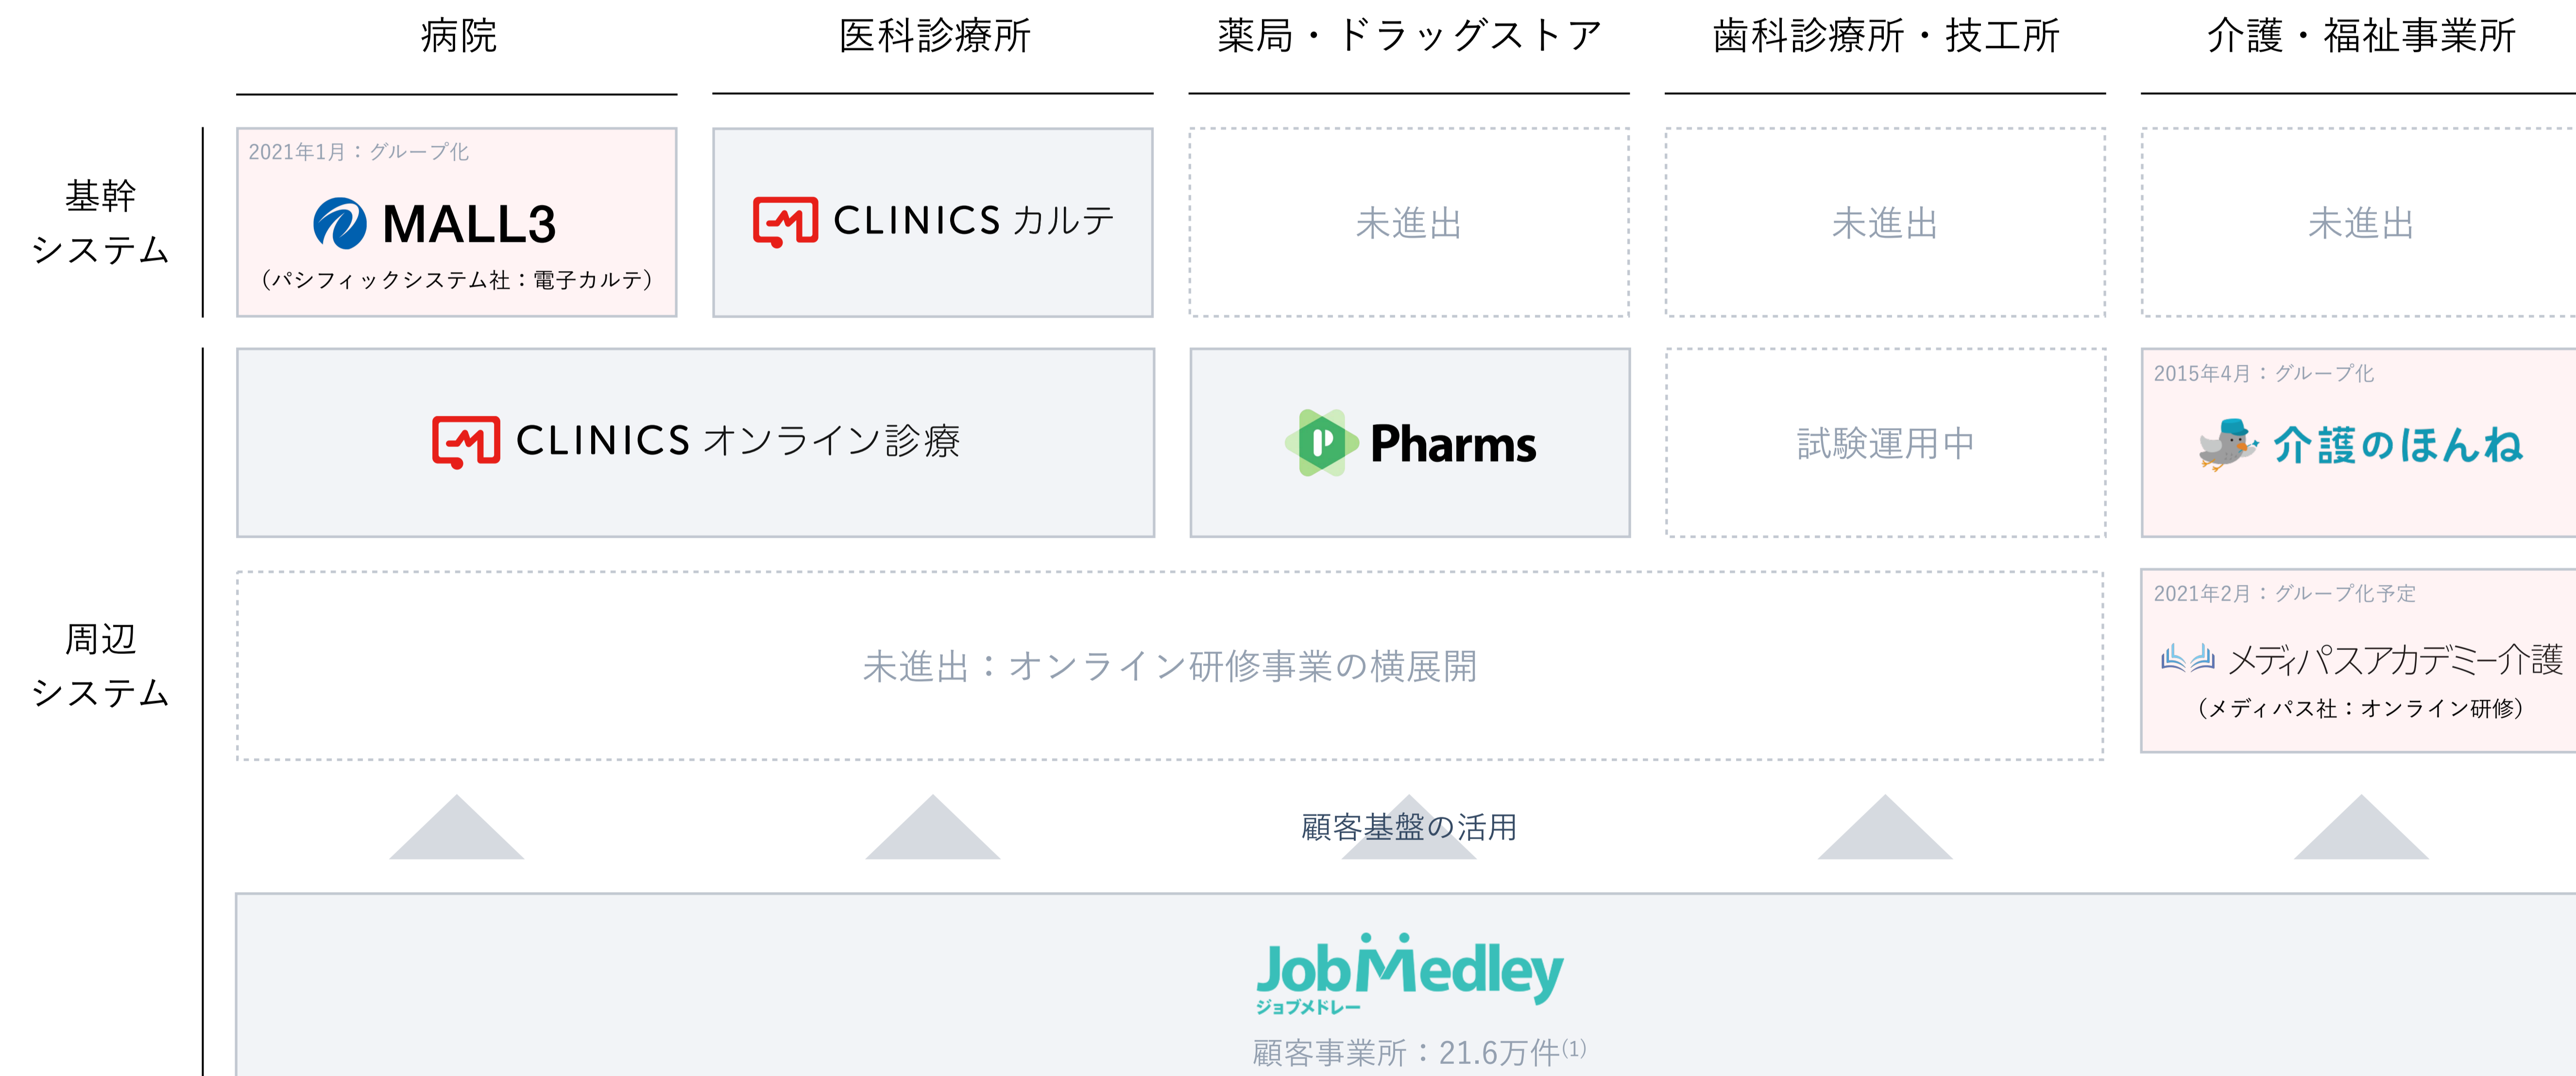 病院
医科診療所
薬局・ドラッグストア
歯科診療所・技工所
介護・福祉事業所
基幹
システム
2021年1月：グループ化
MALL3
（パシフィックシステム社：電子カルテ）
CLINICS カルテ
未進出
未進出
未進出
周辺
システム
CLINICS オンライン診療
Pharms
試験運用中
2015年4月：グループ化
介護のほんね
未進出：オンライン研修事業の横展開
2021年2月：グループ化予定
メディパスアカデミー介護
（メディパス社：オンライン研修）
顧客基盤の活用
JobMedley
ジョブメドレー
顧客事業所：21.6万件(1)